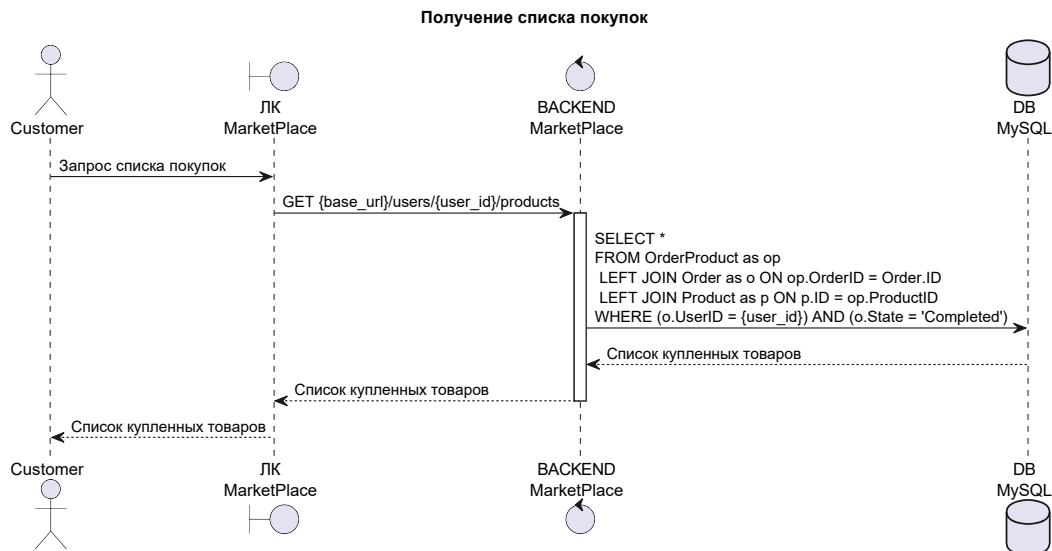 Получение списка покупок
Customer
ЛК
MarketPlace
BACKEND
MarketPlace
DB
MySQL
Запрос списка покупок
GET {base_url}/users/{user_id}/products
SELECT *
FROM OrderProduct as op
LEFT JOIN Order as o ON op.OrderID = Order.ID
LEFT JOIN Product as p ON p.ID = op.ProductID
WHERE (o.UserID = {user_id}) AND (o.State = 'Completed')
Список купленных товаров
Список купленных товаров
Список купленных товаров
Customer
ЛК
MarketPlace
BACKEND
MarketPlace
DB
MySQL